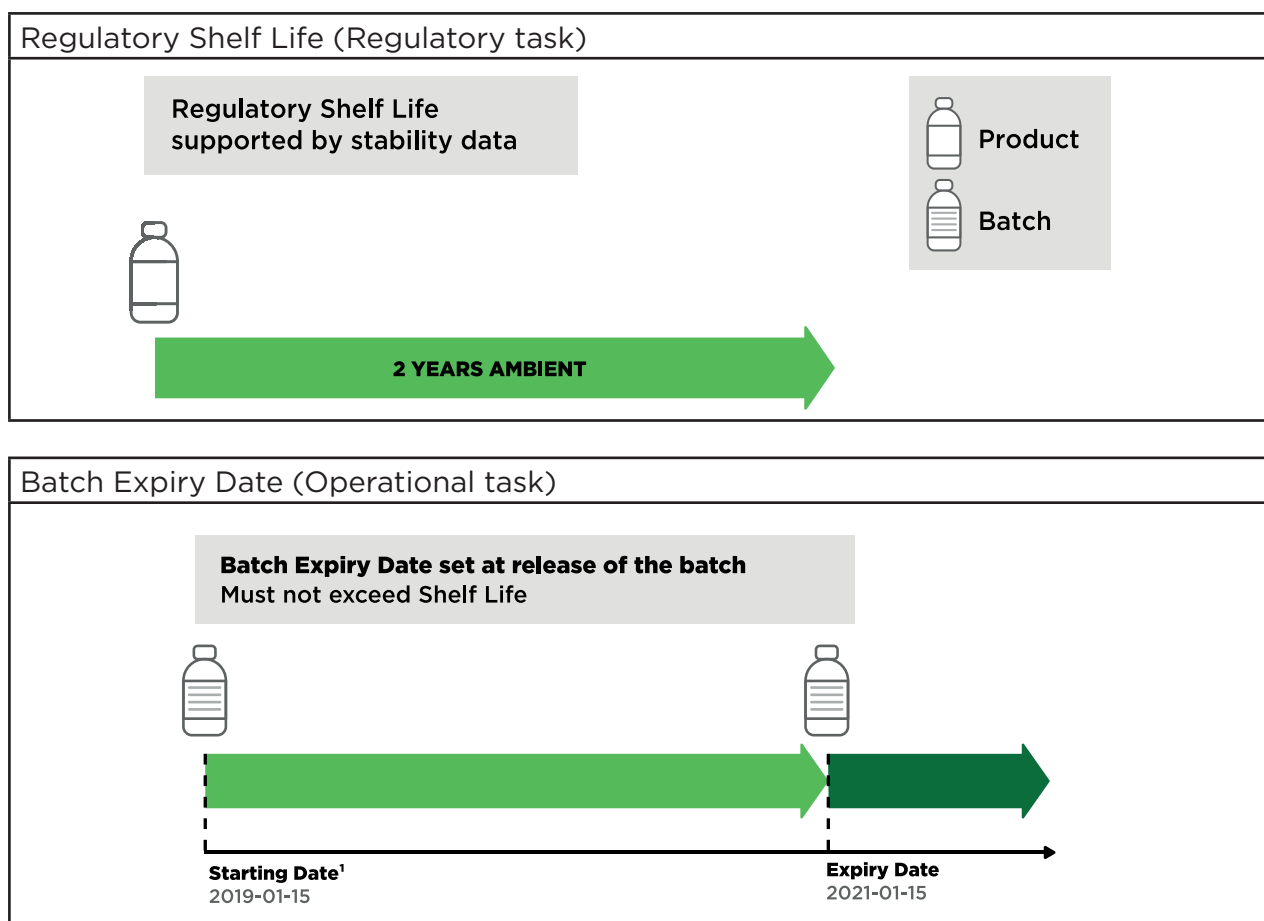 Regulatory Shelf Life (Regulatory task)
Regulatory Shelf Life
supported by stability data
Product
Batch
2 YEARS AMBIENT
Batch Expiry Date (Operational task)
Batch Expiry Date set at release of the batch
Must not exceed Shelf Life
Starting Date¹
2019-01-15
Expiry Date
2021-01-15